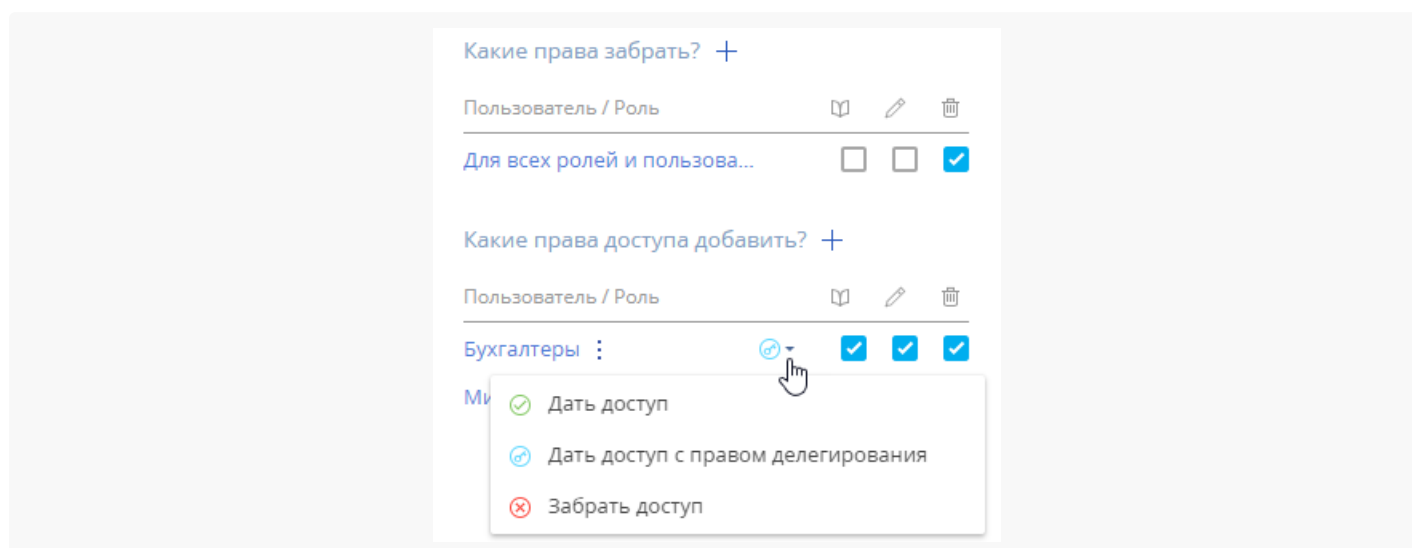 Какие права забрать?
Пользователь / Роль
Для всех ролей и пользова...
Какие права доступа добавить?
Пользователь / Роль
Бухгалтеры
Ми
Дать доступ
Дать доступ с правом делегирования
Забрать доступ